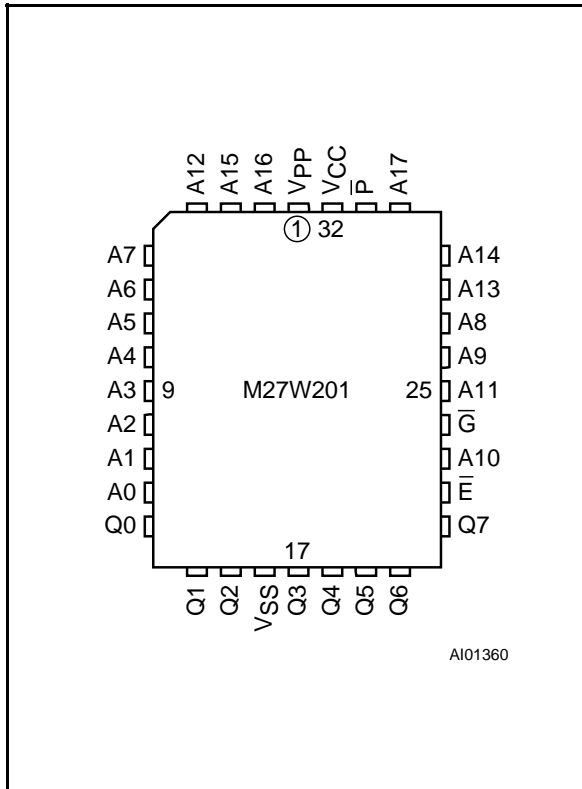 A12 A15 A16 VPP VCC P̅ A17
1 32
A7 A14
A6 A13
A5 A8
A4 A9
A3 9 M27W201 25 A11
A2 G̅
A1 A10
A0 E̅
Q0 Q7
17
Q1 Q2 VSS Q3 Q4 Q5 Q6
AI01360